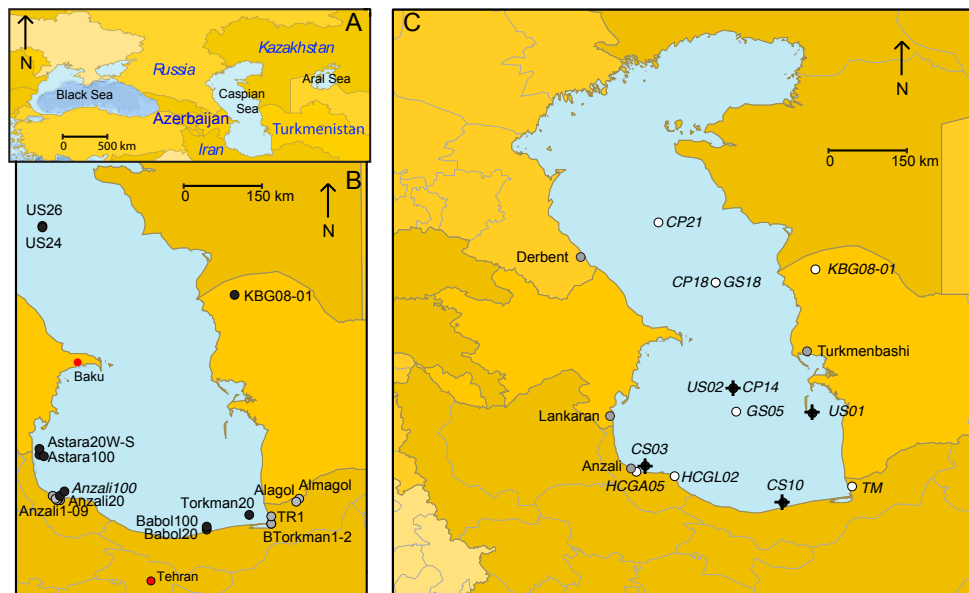 A
N
Kazakhstan
Russia
Aral Sea
Black Sea
Caspian
Sea
Azerbaijan
Turkmenistan
0 500 km
Iran
B
0 150 km
N
US26
US24
KBG08-01
Baku
Astara20W-S
Astara100
Anzali100
Anzali20
Anzali1-09
Torkman20
Alagol
Almagol
Babol100
Babol20
TR1
BTorkman1-2
Tehran
C
N
0 150 km
CP21
Derbent
KBG08-01
CP18 GS18
Turkmenbashi
US02 CP14
GS05
US01
Lankaran
CS03
Anzali
HCGA05
HCGL02
CS10
TM